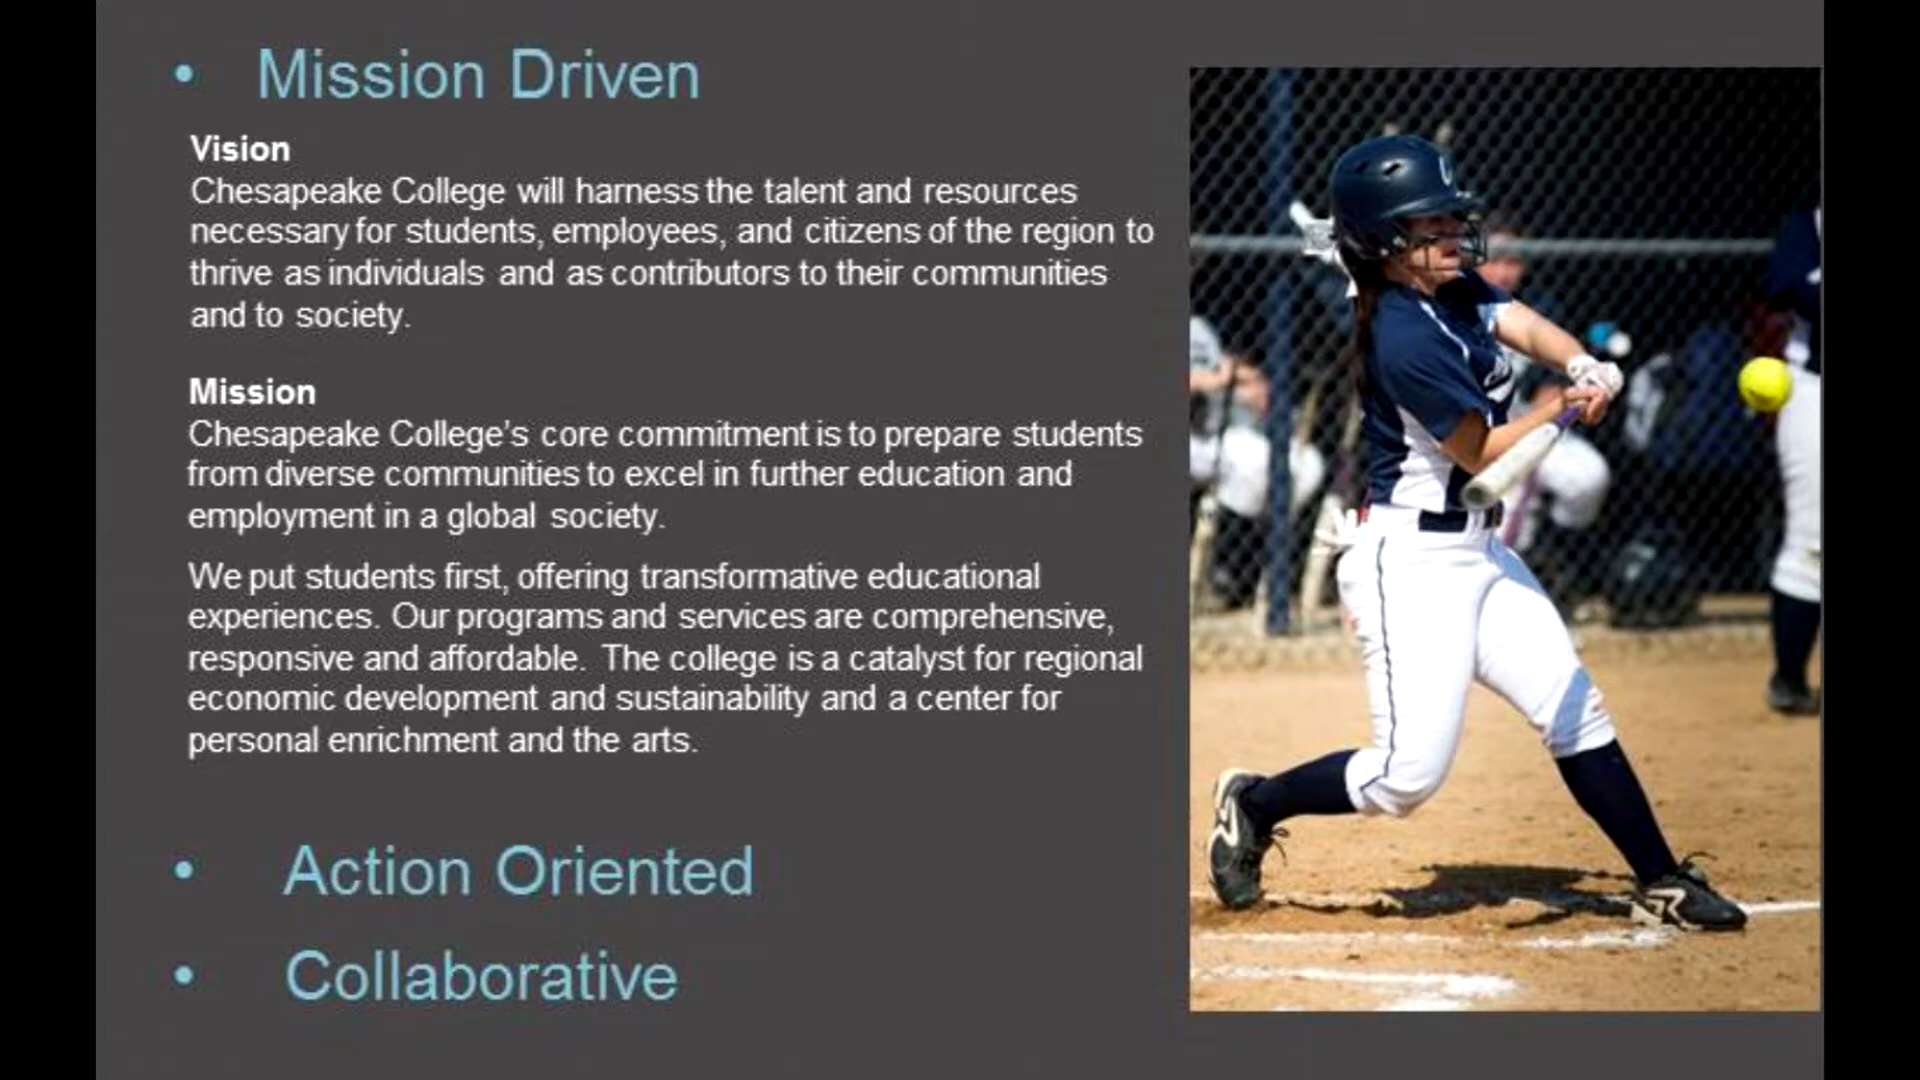 • Mission Driven
Vision
Chesapeake College will harness the talent and resources
necessary for students, employees, and citizens of the region to
thrive as individuals and as contributors to their communities
and to society.
Mission
Chesapeake College's core commitment is to prepare students
from diverse communities to excel in further education and
employment in a global society.
We put students first, offering transformative educational
experiences. Our programs and services are comprehensive,
responsive and affordable. The college is a catalyst for regional
economic development and sustainability and a center for
personal enrichment and the arts.
• Action Oriented
• Collaborative